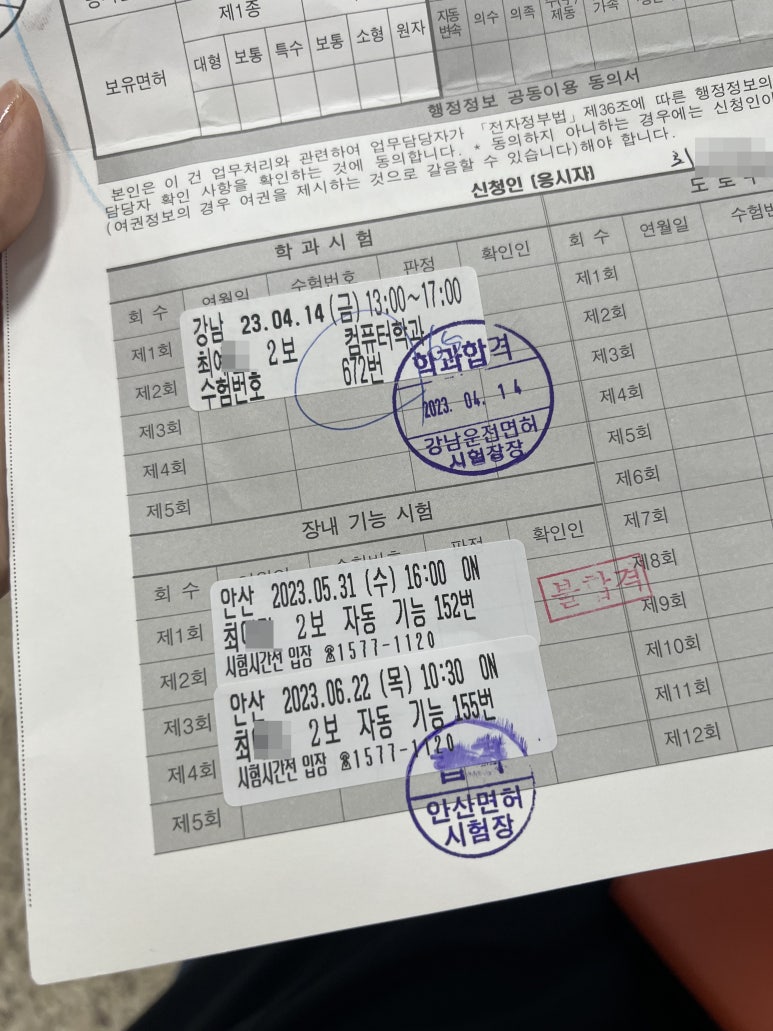 제1종
보유면허
대형 보통 특수 보통 소형 원자
자동변속 의수 의족 제동 가족
행정정보 공동이용 동의서
본인은 이 건 업무처리와 관련하여 업무담당자가 「전자정부법」 제36조에 따른 행정정보의
담당자 확인 사항을 확인하는 것에 동의합니다. * 동의하지 아니하는 경우에는 신청인이
(여권정보의 경우 여권을 제시하는 것으로 갈음할 수 있습니다)해야 합니다.
신청인 (응시자)
학 과 시 험
회 수 연월일 수험번호 판정 확인인
제1회
제2회
제3회
제4회
제5회
강남 23.04.14(금) 13:00~17:00
최 2보 컴퓨터학과
수험번호 672번
학과합격
2023. 04. 14
강남운전면허
시험장장
장내 기능 시험
회 수 판정 확인인
제1회
제2회
제3회
제4회
제5회
안산 2023.05.31 (수) 16:00 ON
최 2보 자동 기능 152번
시험시간전 입장 ☎1577-1120
불합격
안산 2023.06.22 (목) 10:30 ON
최 2보 자동 기능 155번
시험시간전 입장 ☎1577-1120
안산면허
시험장
도 로
회 수 연월일 수험번
제1회
제2회
제3회
제4회
제5회
제6회
제7회
제8회
제9회
제10회
제11회
제12회